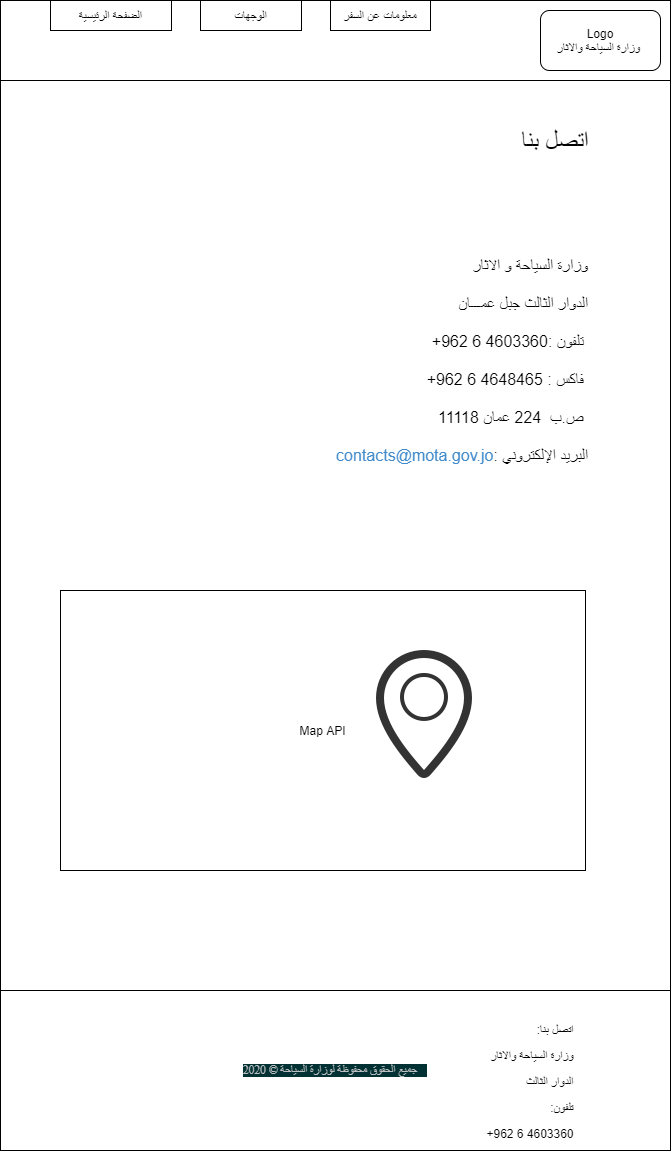 Logo
وزارة السياحة والاثار
معلومات عن السفر
الوجهات
الصفحة الرئيسية
اتصل بنا
وزارة السياحة و الاثار
الدوار الثالث جبل عمـــان
تلفون :4603360 6 962+
فاكس : 4648465 6 962+
ص.ب 224 عمان 11118
البريد الإلكتروني :contacts@mota.gov.jo
Map API
اتصل بنا:
وزارة السياحة والاثار
الدوار الثالث
تلفون:
4603360 6 962+
جميع الحقوق محفوظة لوزارة السياحة © 2020